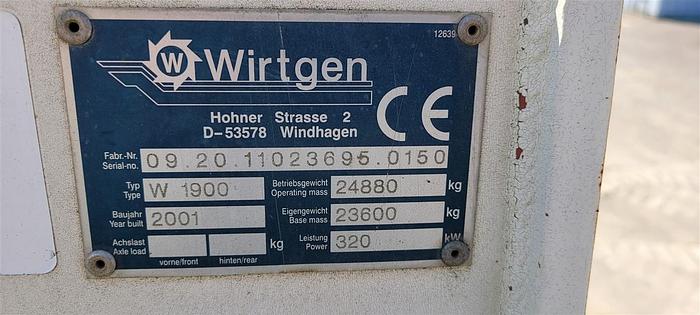 12639
W Wirtgen
Hohner Strasse 2
D-53578 Windhagen
CE
Fabr.-Nr. 09.20.11023695.0150
Serial-no.
Typ W 1900 Betriebsgewicht 24880 kg
Type Operating mass
Baujahr 2001 Eigengewicht 23600 kg
Year built Base mass
Achslast kg Leistung 320 kW
Axle load Power
vorne/front hinten/rear